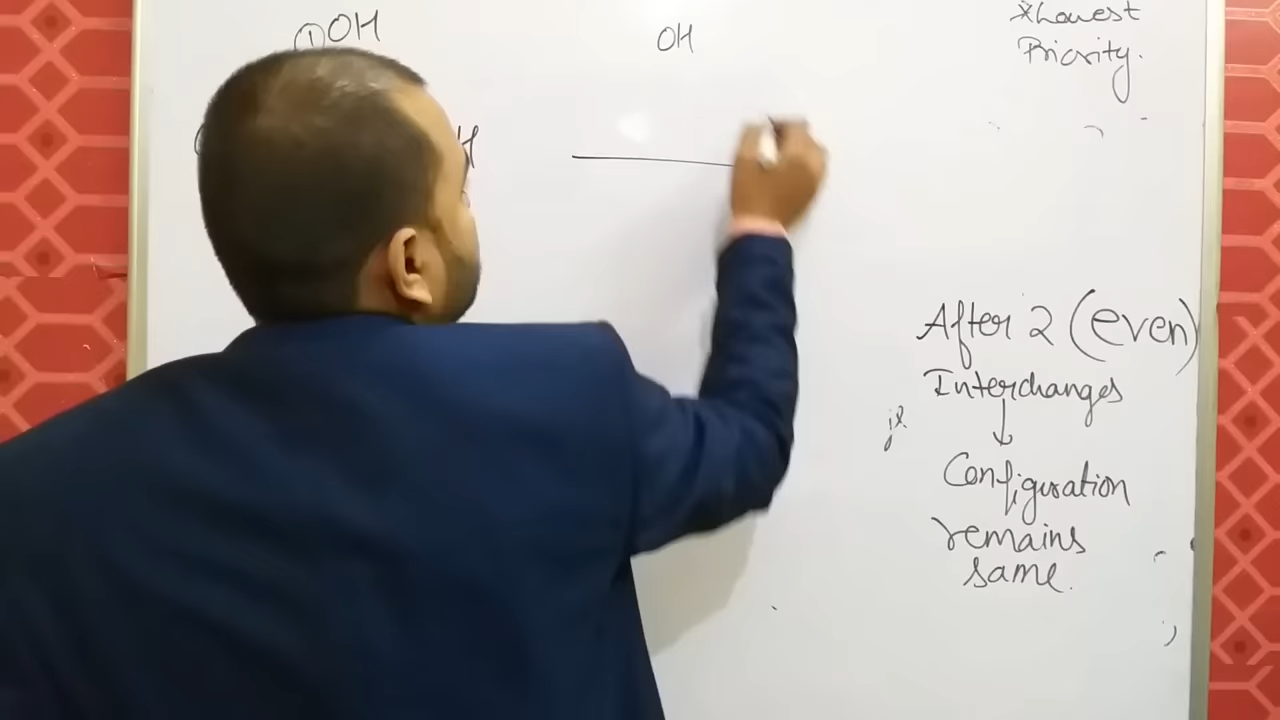 ①OH
OH
*Lowest
Priority.
H
After 2 (even)
Interchanges
↓
Configuration
remains
same.